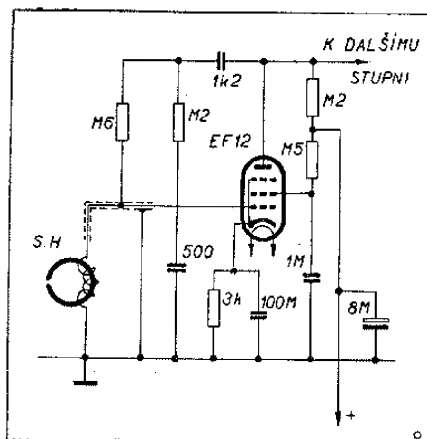 K DALŠÍMU
STUPNI
1k2
M6
M2
M2
EF12
M5
S.H
500
1M
3k
100M
8M
+